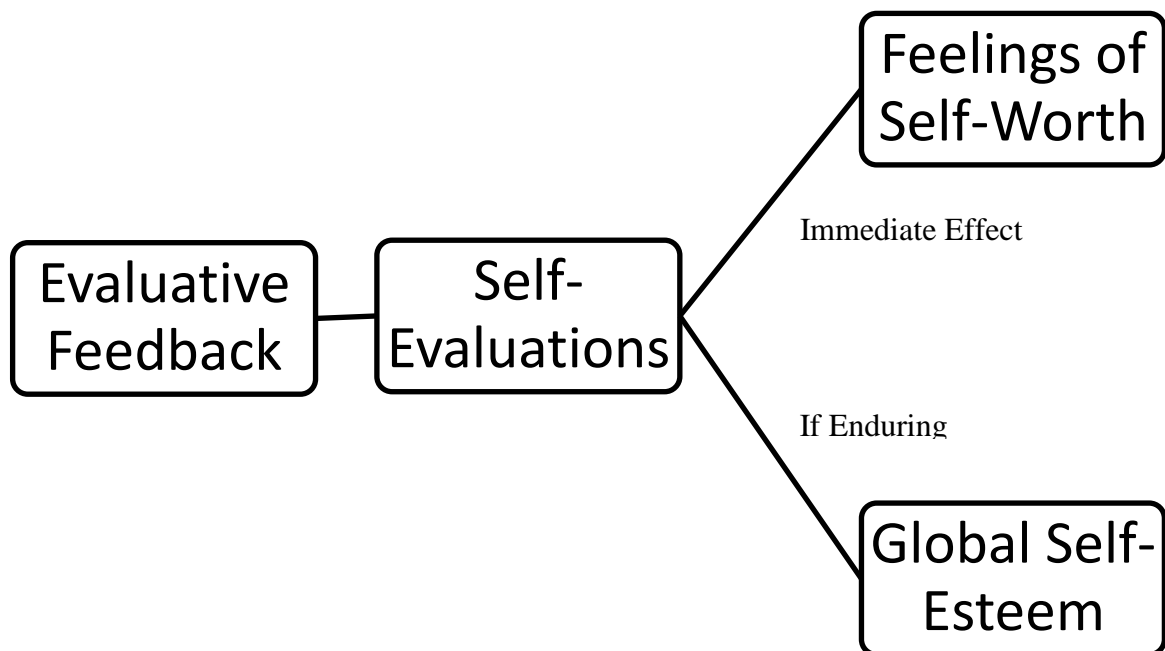 Feelings of
Self-Worth
Immediate Effect
Evaluative
Feedback
Self-
Evaluations
If Enduring
Global Self-
Esteem